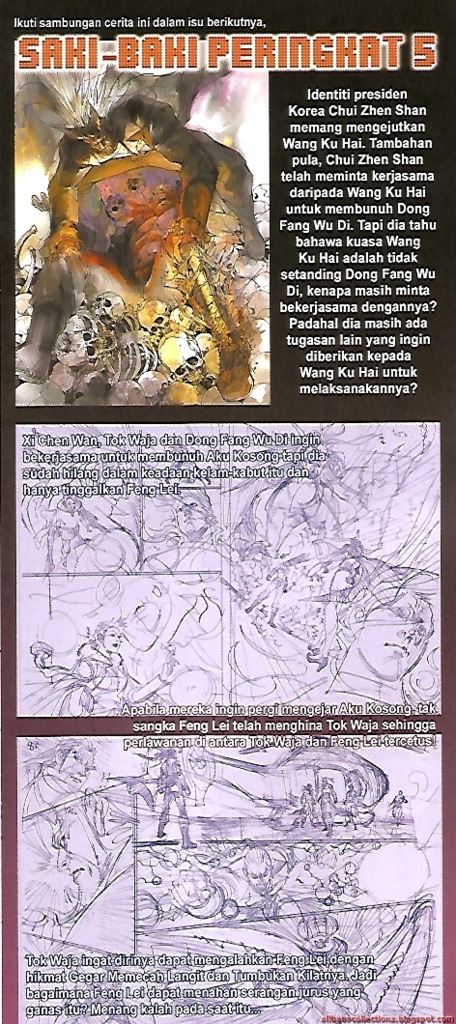 Ikuti sambungan cerita ini dalam isu berikutnya,
SAKI-BAKI PERINGKAT 5
Identiti presiden
Korea Chui Zhen Shan
memang mengejutkan
Wang Ku Hai. Tambahan
pula, Chui Zhen Shan
telah meminta kerjasama
daripada Wang Ku Hai
untuk membunuh Dong
Fang Wu Di. Tapi dia tahu
bahawa kuasa Wang
Ku Hai adalah tidak
setanding Dong Fang Wu
Di, kenapa masih minta
bekerjasama dengannya?
Padahal dia masih ada
tugasan lain yang ingin
diberikan kepada
Wang Ku Hai untuk
melaksanakannya?
Xi Chen Wan, Tok Waja dan Dong Fang Wu Di ingin
bekerjasama untuk membunuh Aku Kosong tapi dia
sudah hilang dalam keadaan kelam-kabut itu dan
hanya tinggalkan Feng Lei.
Apabila mereka ingin pergi mengejar Aku Kosong, tak
sangka Feng Lei telah menghina Tok Waja sehingga
perlawanan di antara Tok Waja dan Feng Lei tercetus!
Tok Waja ingat dirinya dapat mengalahkan Feng Lei dengan
hikmat Gegar Memecah Langit dan Tumbukan Kilatnya. Jadi
bagaimana Feng Lei dapat menahan serangan jurus yang
ganas itu? Menang kalah pada saat itu...
alibabacollections.blogspot.com